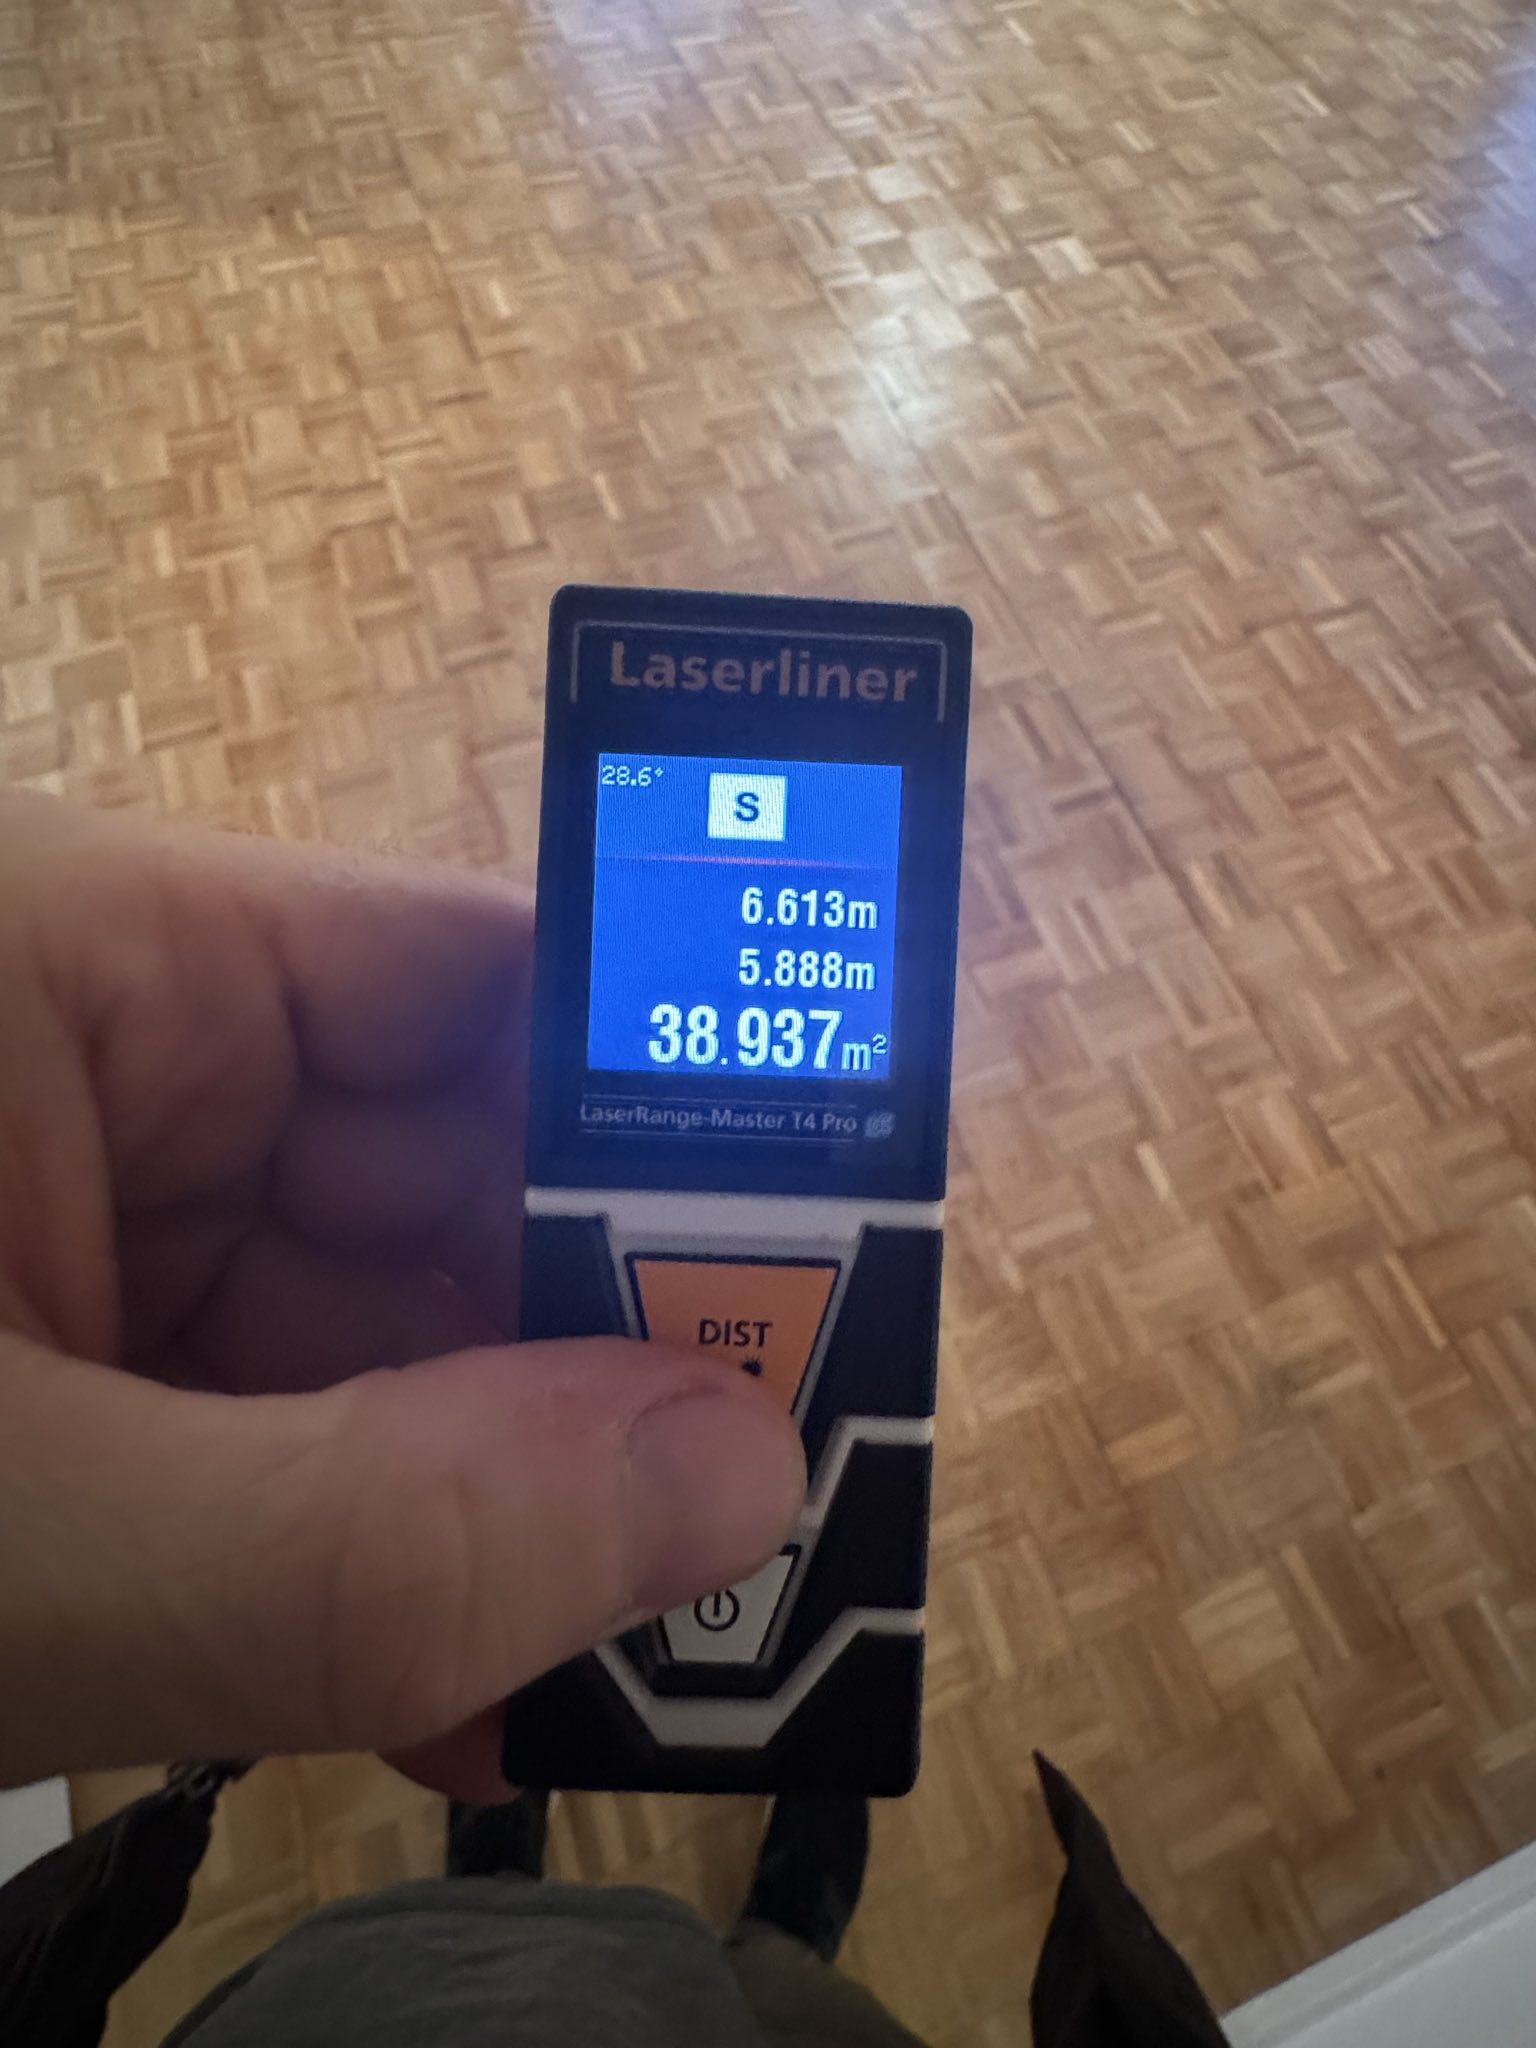 Laserliner
28.6°
S
6.613m
5.888m
38.937m²
LaserRange-Master T4 Pro
DIST